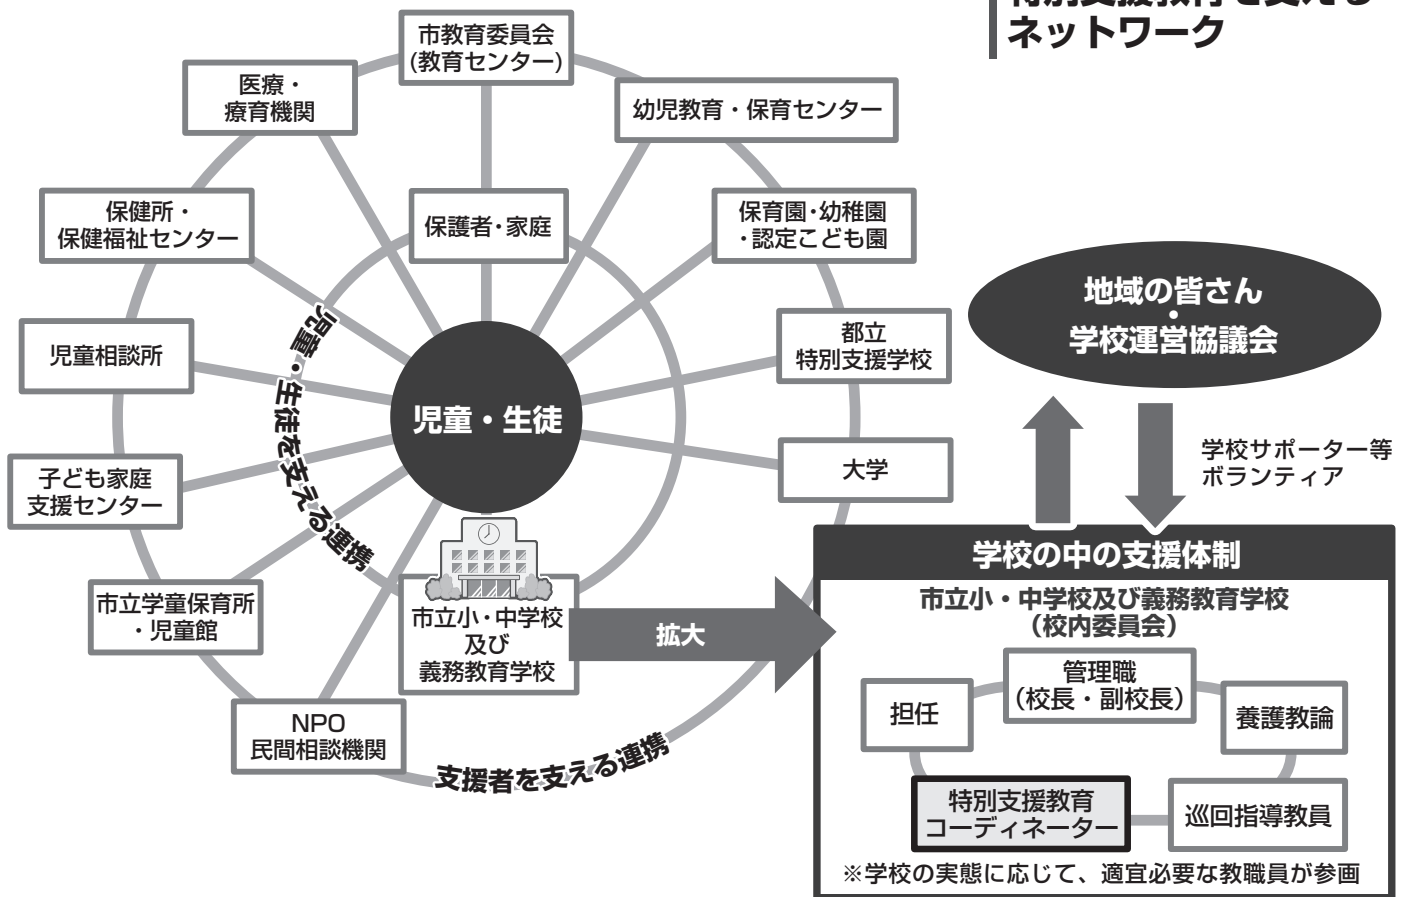 ネットワーク
市教育委員会
(教育センター)
医療・
療育機関
幼児教育・保育センター
保健所・
保健福祉センター
保護者・家庭
保育園・幼稚園
・認定こども園
児童相談所
都立
特別支援学校
児童・生徒
大学
子ども家庭
支援センター
市立学童保育所
・児童館
NPO
民間相談機関
市立小・中学校
及び
義務教育学校
児童・生徒を支える連携
支援者を支える連携
拡大
地域の皆さん
・
学校運営協議会
学校サポーター等
ボランティア
学校の中の支援体制
市立小・中学校及び義務教育学校
（校内委員会）
管理職
（校長・副校長）
担任
養護教諭
特別支援教育
コーディネーター
巡回指導教員
※学校の実態に応じて、適宜必要な教職員が参画